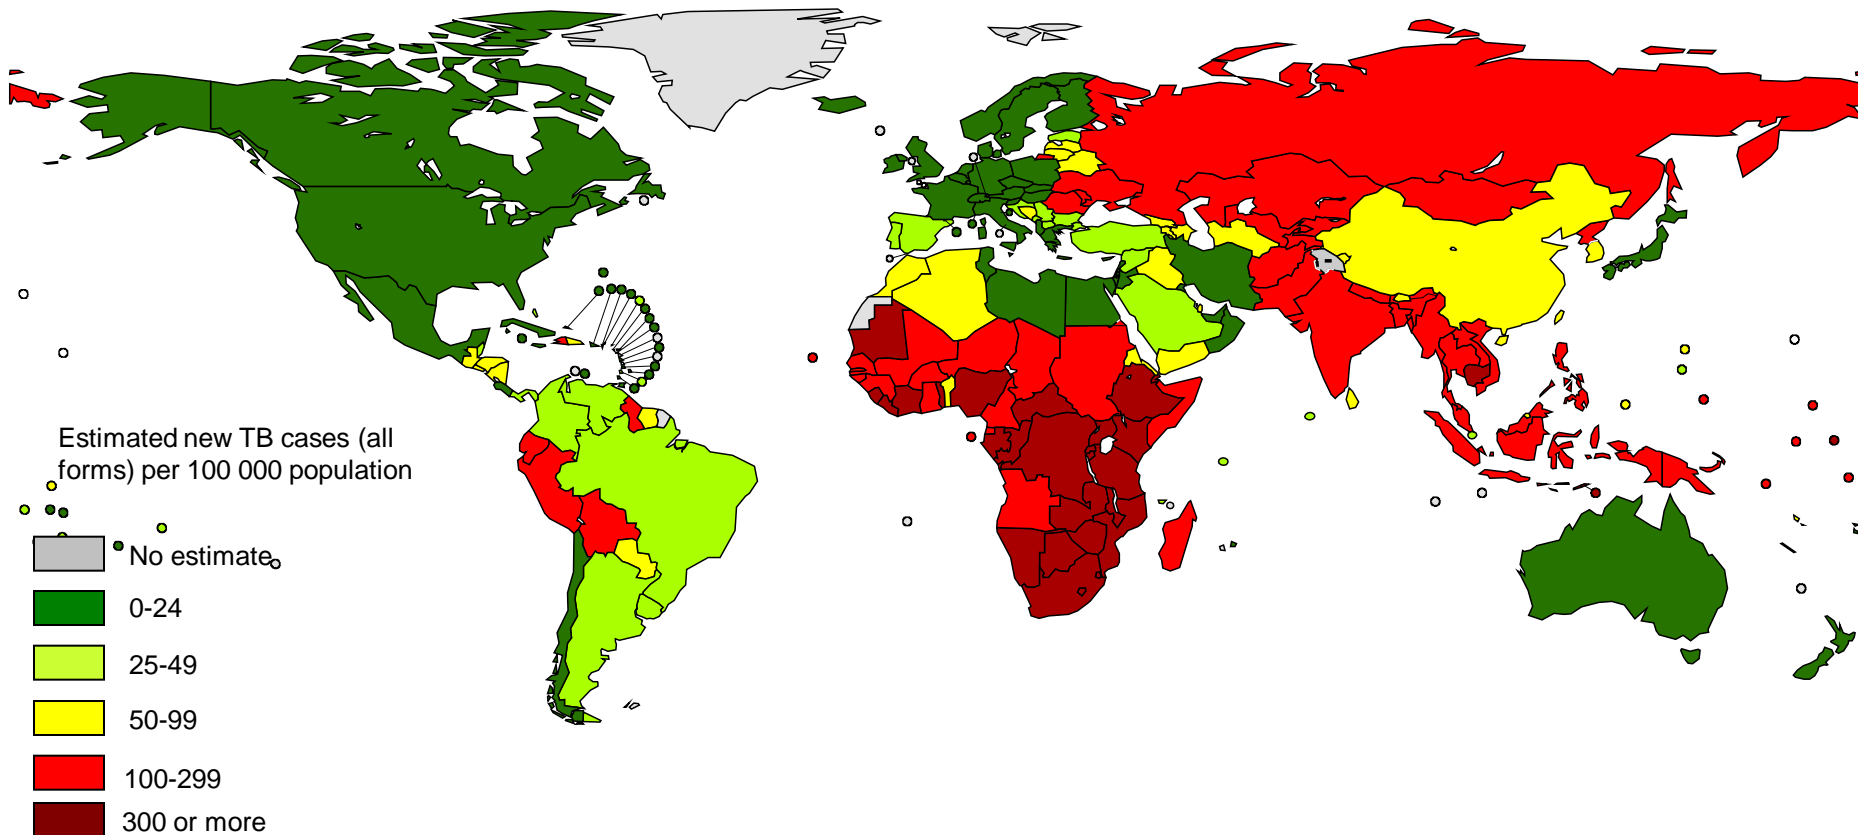 Estimated new TB cases (all
forms) per 100 000 population
No estimate
0-24
25-49
50-99
100-299
300 or more